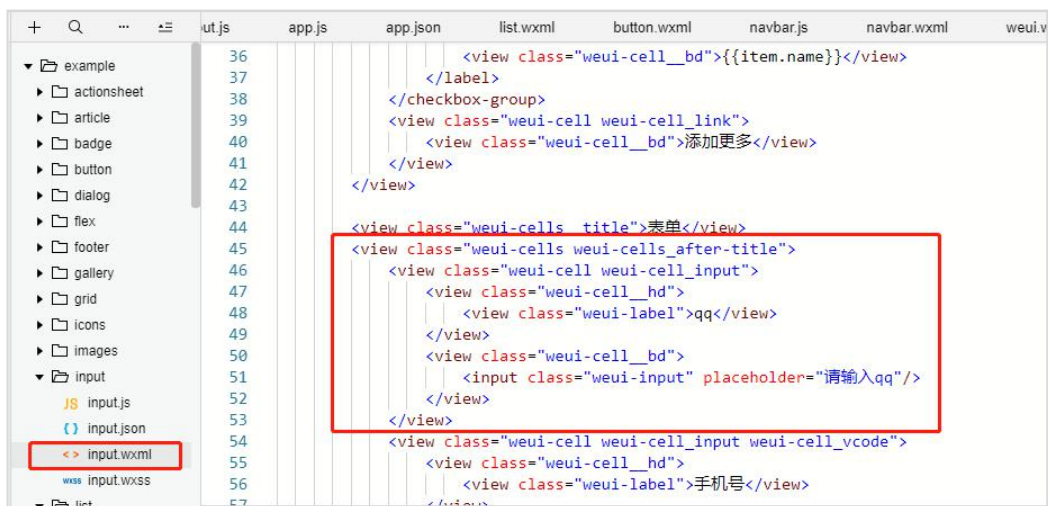 + ... ut.js app.js app.json list.wxml button.wxml navbar.js navbar.wxml weui.w
example
actionsheet
article
badge
button
dialog
flex
footer
gallery
grid
icons
images
input
JS input.js
{ } input.json
< > input.wxml
wxss input.wxss
list
36 <view class="weui-cell__bd">{{item.name}}</view>
37 </label>
38 </checkbox-group>
39 <view class="weui-cell weui-cell_link">
40 <view class="weui-cell__bd">添加更多</view>
41 </view>
42 </view>
43
44 <view class="weui-cells__title">表单</view>
45 <view class="weui-cells weui-cells_after-title">
46 <view class="weui-cell weui-cell_input">
47 <view class="weui-cell__hd">
48 <view class="weui-label">qq</view>
49 </view>
50 <view class="weui-cell__bd">
51 <input class="weui-input" placeholder="请输入qq"/>
52 </view>
53 </view>
54 <view class="weui-cell weui-cell_input weui-cell_vcode">
55 <view class="weui-cell__hd">
56 <view class="weui-label">手机号</view>
57 </view>